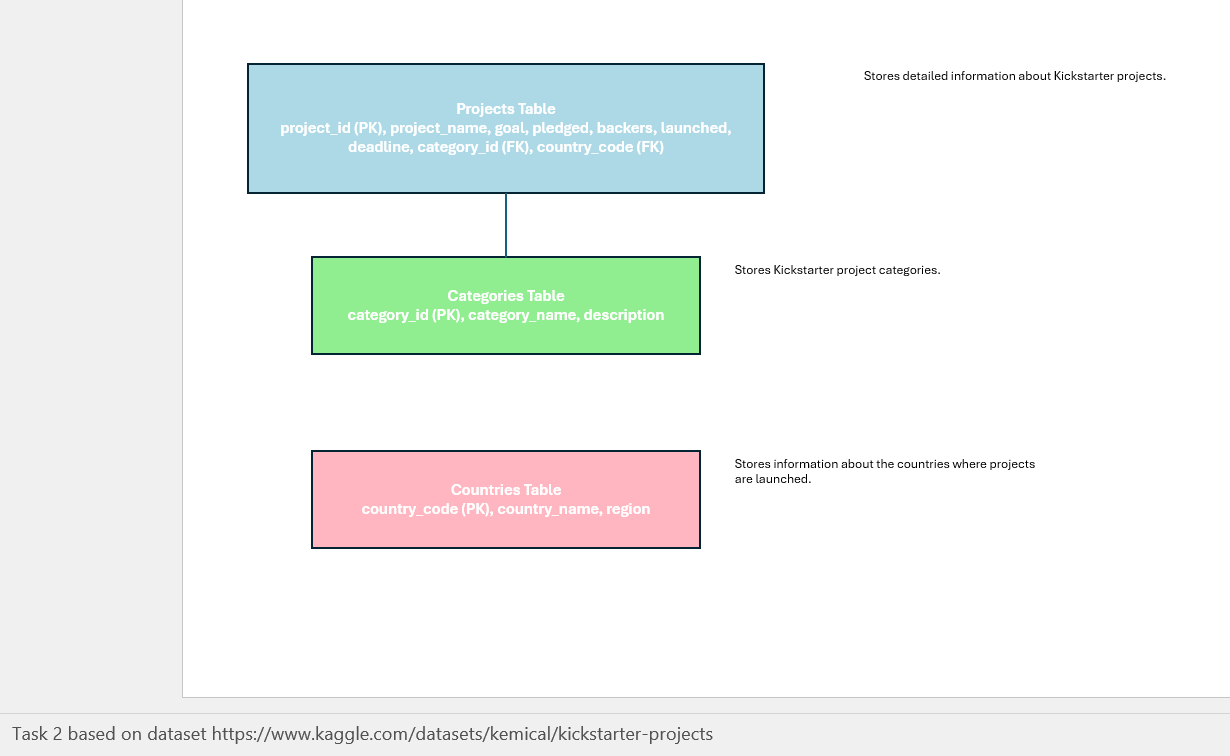 Projects Table
project_id (PK), project_name, goal, pledged, backers, launched,
deadline, category_id (FK), country_code (FK)
Stores detailed information about Kickstarter projects.
Categories Table
category_id (PK), category_name, description
Stores Kickstarter project categories.
Countries Table
country_code (PK), country_name, region
Stores information about the countries where projects
are launched.
Task 2 based on dataset https://www.kaggle.com/datasets/kemical/kickstarter-projects